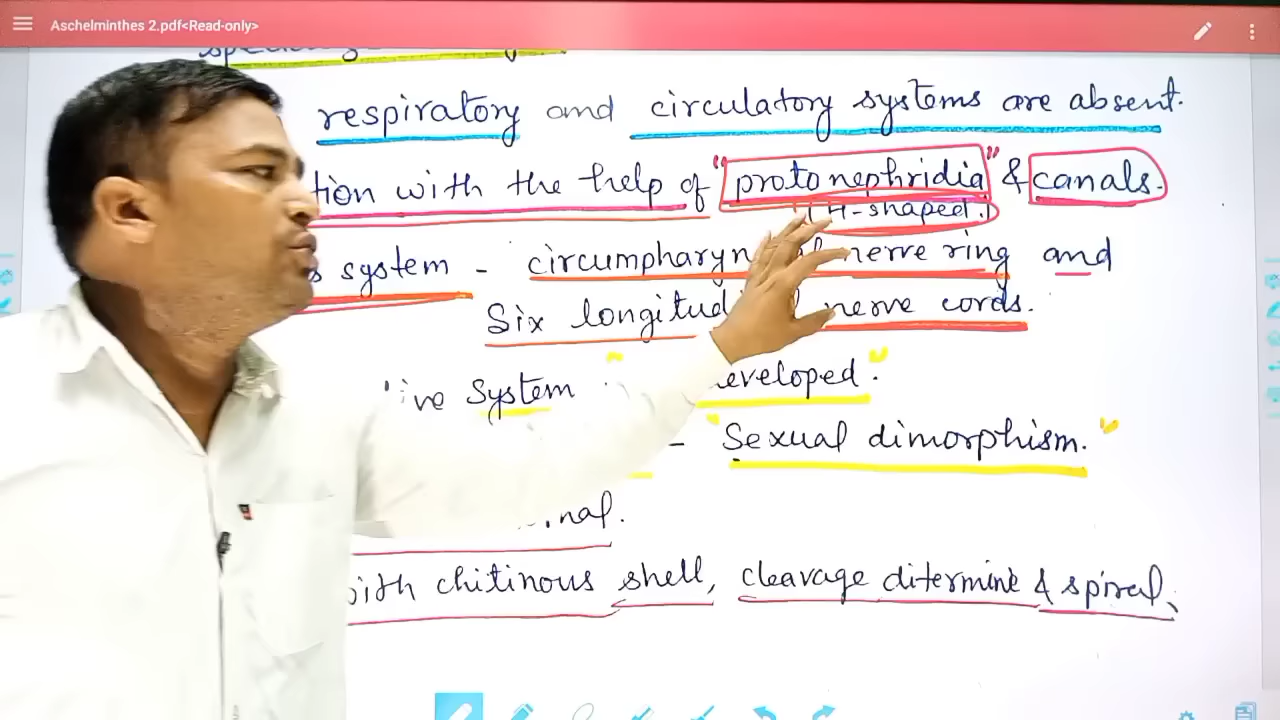 Aschelminthes 2.pdf<Read-only>
respiratory and circulatory systems are absent.
tion with the help of "protonephridia" & canals.
(H-shaped.)
s system - circumpharyn nerve ring and
Six longitud nerve cords.
ive System " developed".
- "Sexual dimorphism."
nal.
with chitinous shell, cleavage ditermine & spiral,